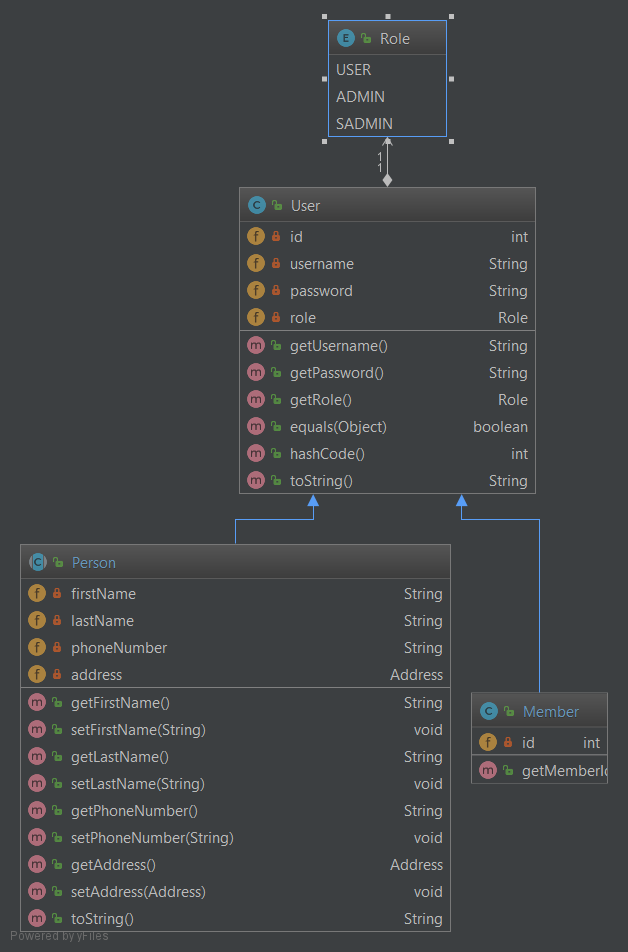 E Role
USER
ADMIN
SADMIN
1
1
C User
f id int
f username String
f password String
f role Role
m getUsername() String
m getPassword() String
m getRole() Role
m equals(Object) boolean
m hashCode() int
m toString() String
C Person
f firstName String
f lastName String
f phoneNumber String
f address Address
m getFirstName() String
m setFirstName(String) void
m getLastName() String
m setLastName(String) void
m getPhoneNumber() String
m setPhoneNumber(String) void
m getAddress() Address
m setAddress(Address) void
m toString() String
C Member
f id int
m getMemberId
Powered by yFiles